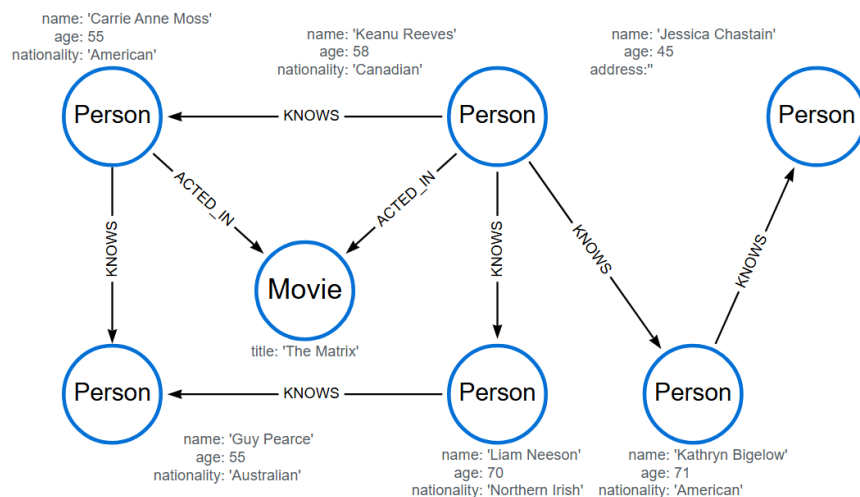 name: 'Carrie Anne Moss'
age: 55
nationality: 'American'
name: 'Keanu Reeves'
age: 58
nationality: 'Canadian'
name: 'Jessica Chastain'
age: 45
address:''
Person
KNOWS
Person
Person
ACTED_IN
ACTED_IN
KNOWS
KNOWS
KNOWS
KNOWS
Movie
title: 'The Matrix'
Person
KNOWS
Person
Person
name: 'Guy Pearce'
age: 55
nationality: 'Australian'
name: 'Liam Neeson'
age: 70
nationality: 'Northern Irish'
name: 'Kathryn Bigelow'
age: 71
nationality: 'American'